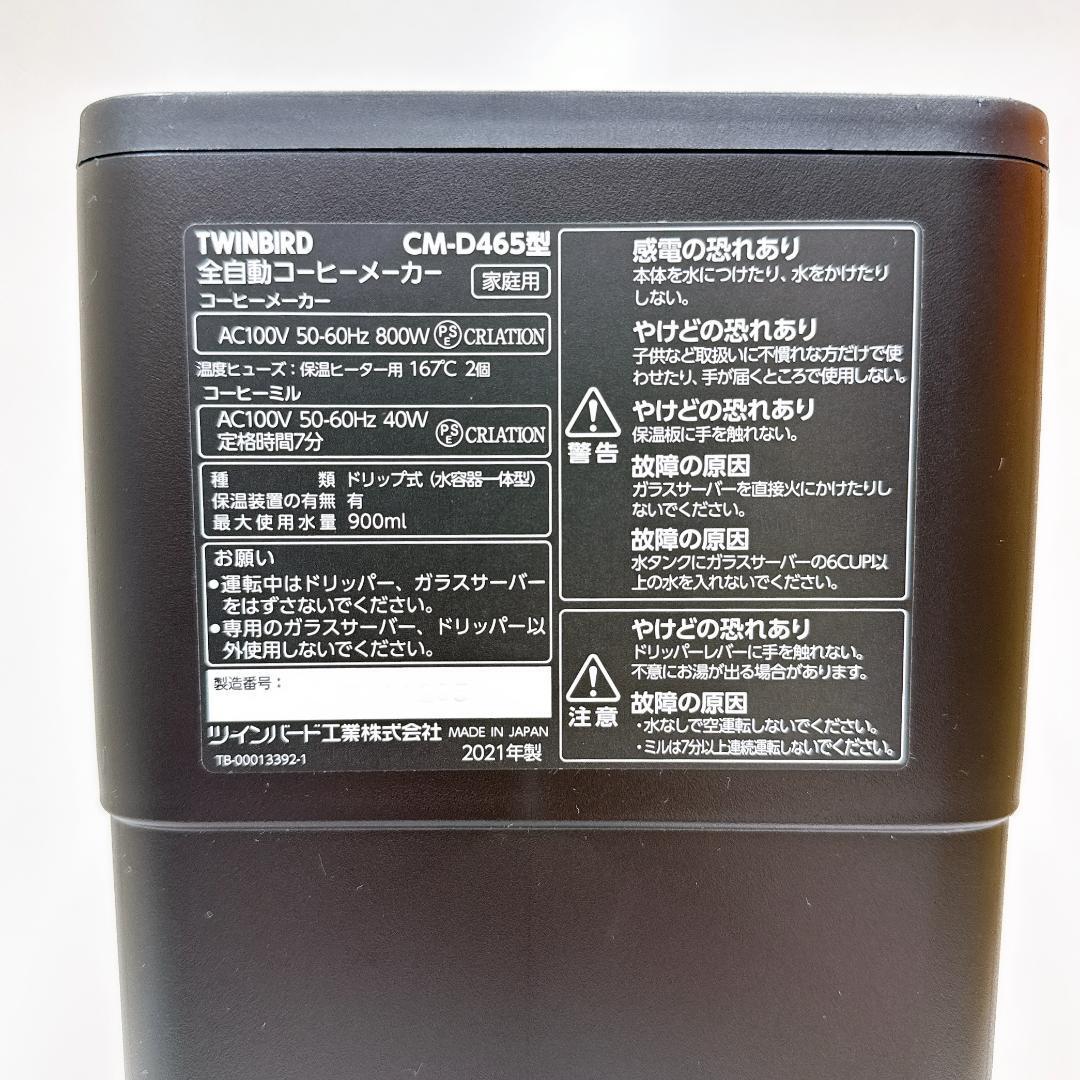 TWINBIRD CM-D465型
全自動コーヒーメーカー 家庭用
コーヒーメーカー
AC100V 50-60Hz 800W PSE CRIATION
温度ヒューズ：保温ヒーター用 167℃ 2個
コーヒーミル
AC100V 50-60Hz 40W
定格時間7分 PSE CRIATION
種類 ドリップ式（水容器一体型）
保温装置の有無 有
最大使用水量 900ml
お願い
●運転中はドリッパー、ガラスサーバー
をはずさないでください。
●専用のガラスサーバー、ドリッパー以
外使用しないでください。
製造番号：
ツインバード工業株式会社 MADE IN JAPAN
2021年製
TB-00013392-1
警告
感電の恐れあり
本体を水につけたり、水をかけたり
しない。
やけどの恐れあり
子供など取扱いに不慣れな方だけで使
わせたり、手が届くところで使用しない。
やけどの恐れあり
保温板に手を触れない。
故障の原因
ガラスサーバーを直接火にかけたりし
ないでください。
故障の原因
水タンクにガラスサーバーの6CUP以
上の水を入れないでください。
注意
やけどの恐れあり
ドリッパーレバーに手を触れない。
不意にお湯が出る場合があります。
故障の原因
・水なしで空運転しないでください。
・ミルは7分以上連続運転しないでください。